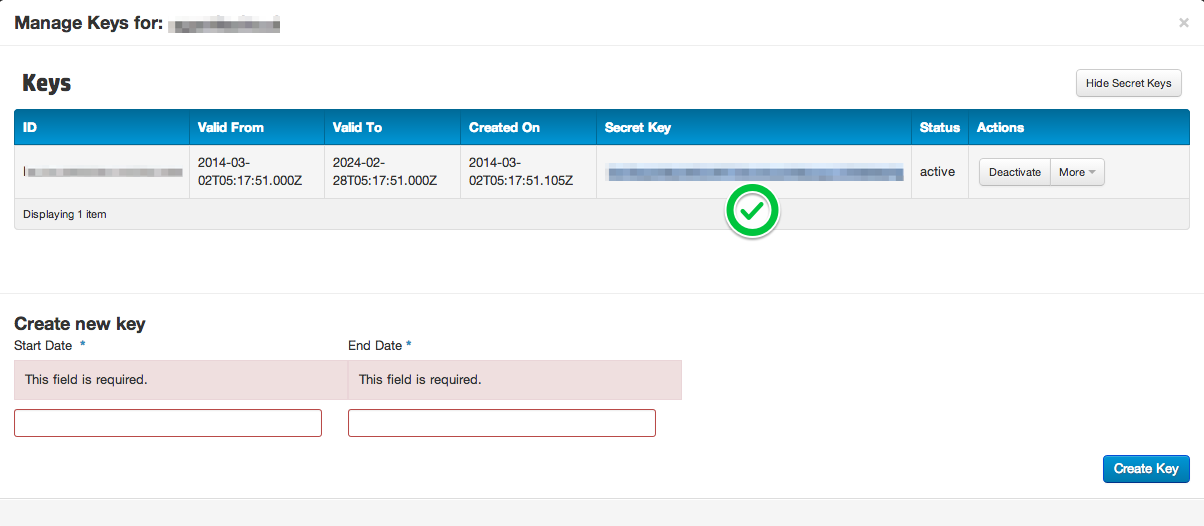 Manage Keys for:
×
Keys
Hide Secret Keys
ID Valid From Valid To Created On Secret Key Status Actions
2014-03-02T05:17:51.000Z 2024-02-28T05:17:51.000Z 2014-03-02T05:17:51.105Z active Deactivate More
Displaying 1 item
Create new key
Start Date * End Date *
This field is required. This field is required.
Create Key